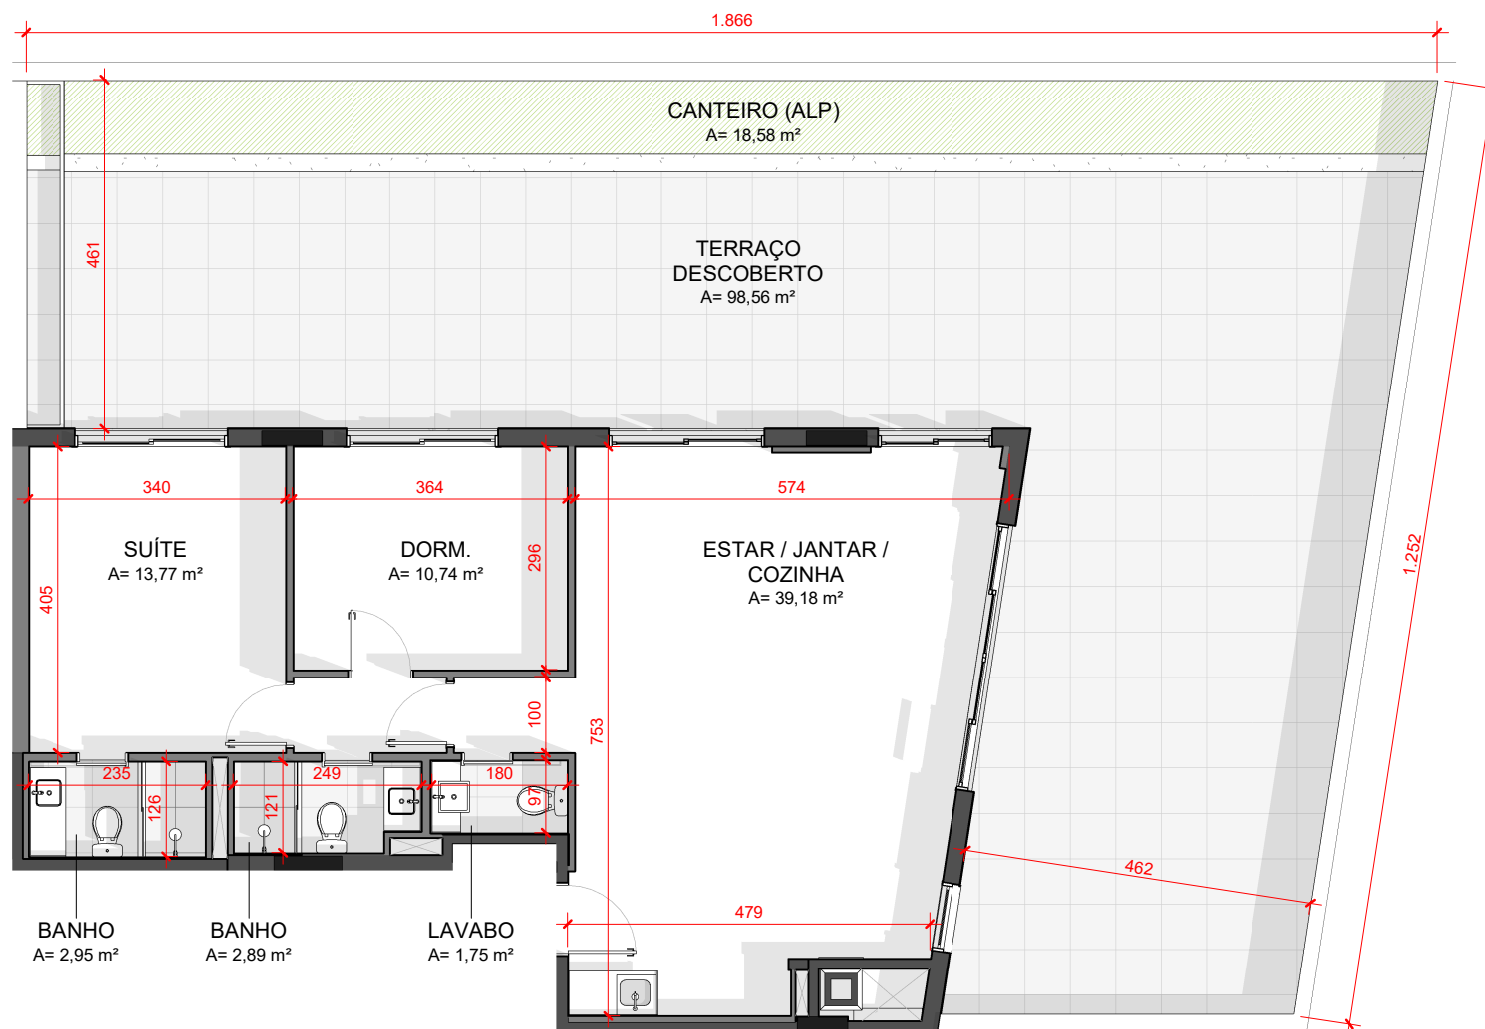 1.866
CANTEIRO (ALP)
A= 18,58 m²
461
TERRAÇO
DESCOBERTO
A= 98,56 m²
340
364
574
SUÍTE
A= 13,77 m²
DORM.
A= 10,74 m²
296
ESTAR / JANTAR /
COZINHA
A= 39,18 m²
1.252
405
100
753
235
126
249
121
180
97
462
479
BANHO
A= 2,95 m²
BANHO
A= 2,89 m²
LAVABO
A= 1,75 m²